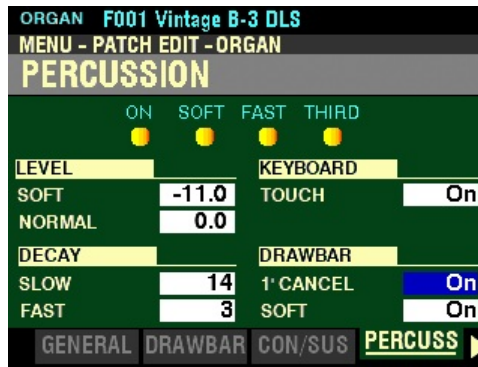 ORGAN F001 Vintage B-3 DLS
MENU - PATCH EDIT - ORGAN
PERCUSSION
ON SOFT FAST THIRD
LEVEL
SOFT -11.0
NORMAL 0.0
KEYBOARD
TOUCH On
DECAY
SLOW 14
FAST 3
DRAWBAR
1' CANCEL On
SOFT On
GENERAL DRAWBAR CON/SUS PERCUSS